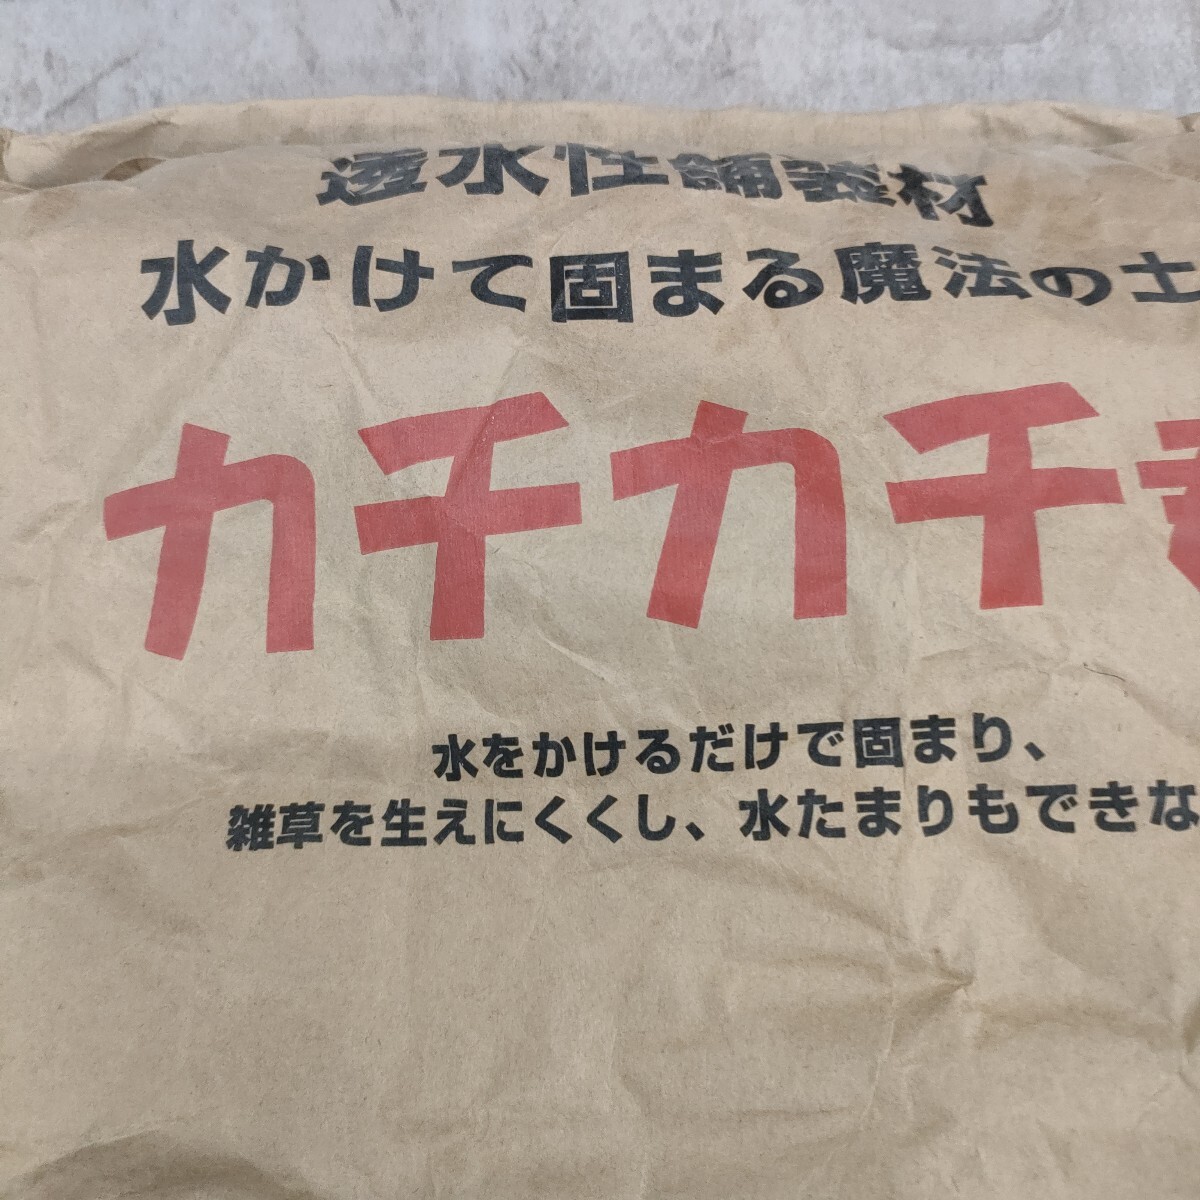 透水性舗装材
水かけて固まる魔法の土
カチカチ
水をかけるだけで固まり、
雑草を生えにくくし、水たまりもできな